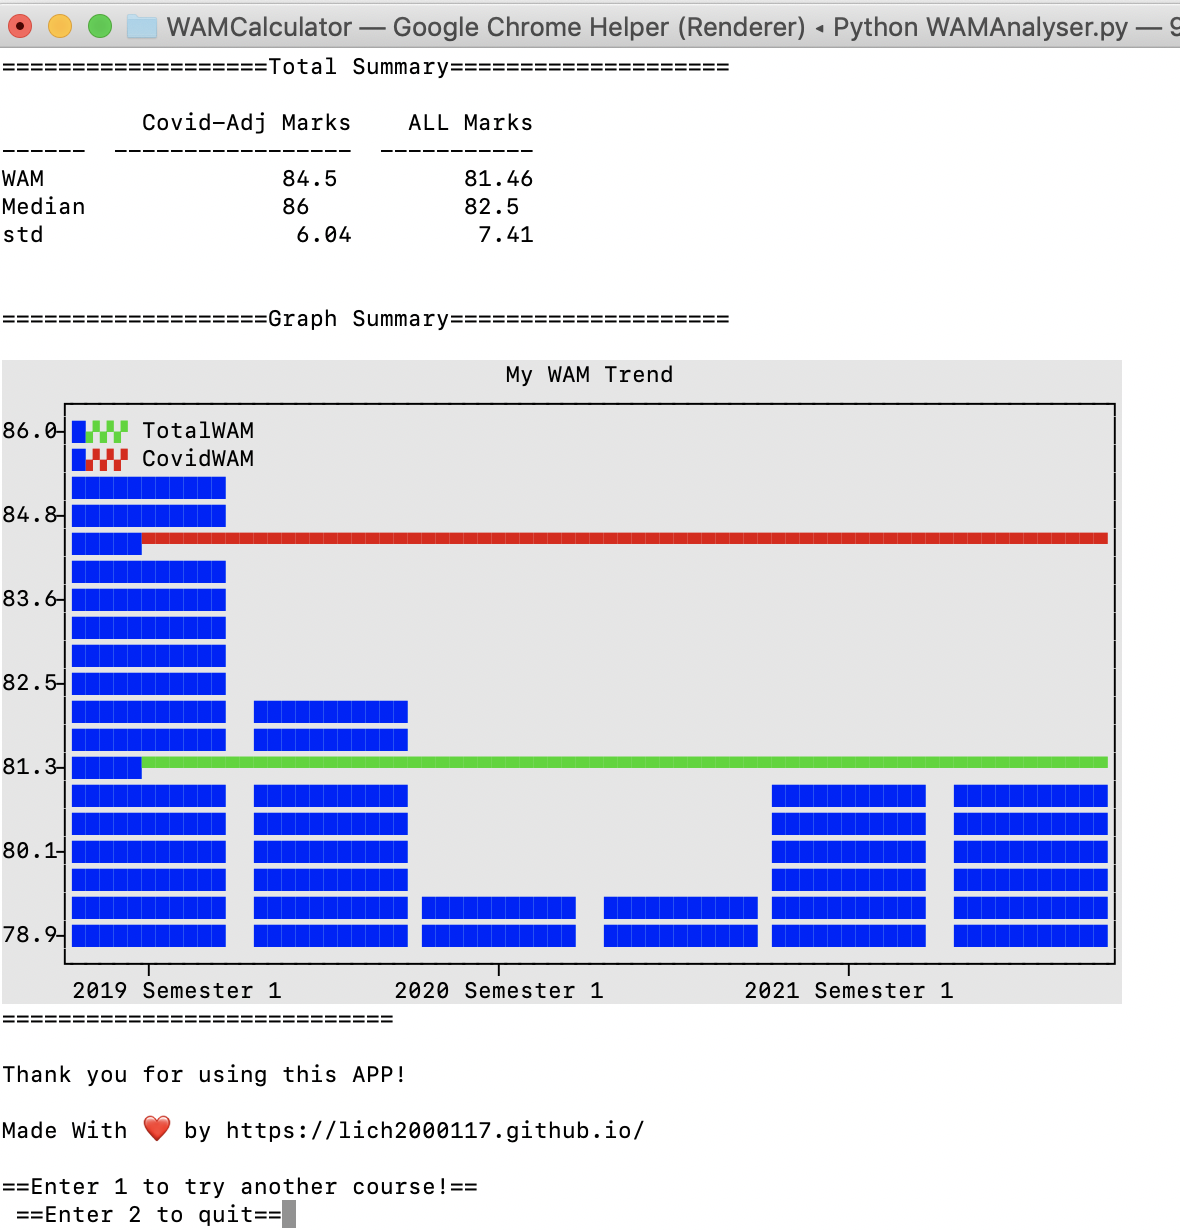 WAMCalculator — Google Chrome Helper (Renderer) ◂ Python WAMAnalyser.py — 9
===================Total Summary====================
Covid-Adj Marks    ALL Marks
------  -----------------  -----------
WAM                 84.5         81.46
Median              86           82.5
std                  6.04         7.41
===================Graph Summary====================
My WAM Trend
86.0
TotalWAM
CovidWAM
84.8
83.6
82.5
81.3
80.1
78.9
2019 Semester 1        2020 Semester 1          2021 Semester 1
============================
Thank you for using this APP!
Made With ❤️ by https://lich2000117.github.io/
==Enter 1 to try another course!==
==Enter 2 to quit==